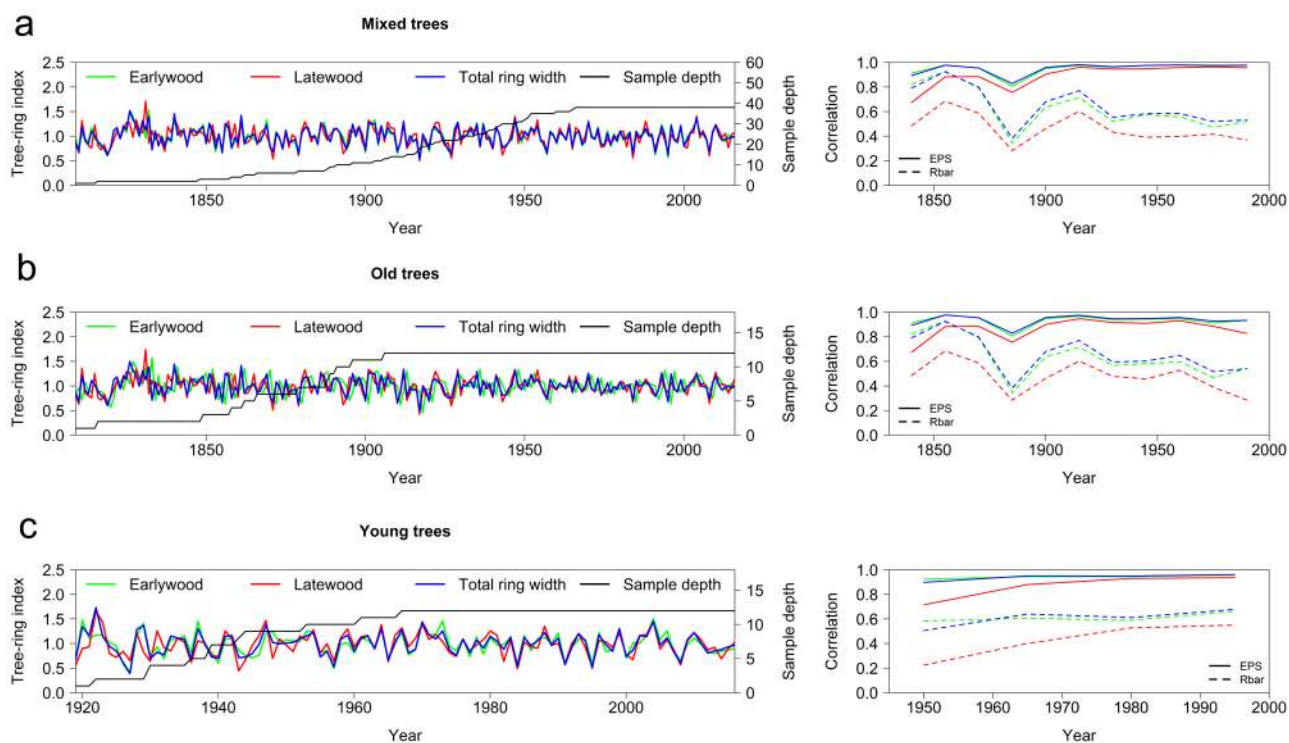 a
Mixed trees
Earlywood Latewood Total ring width Sample depth
Tree-ring index
2.5
2.0
1.5
1.0
0.5
0.0
60
50
40
30
20
10
0
Sample depth
1850 1900 1950 2000
Year
Correlation
1.0
0.8
0.6
0.4
0.2
0.0
EPS
Rbar
1850 1900 1950 2000
Year
b
Old trees
Earlywood Latewood Total ring width Sample depth
Tree-ring index
2.5
2.0
1.5
1.0
0.5
0.0
15
10
5
0
Sample depth
1850 1900 1950 2000
Year
Correlation
1.0
0.8
0.6
0.4
0.2
0.0
EPS
Rbar
1850 1900 1950 2000
Year
c
Young trees
Earlywood Latewood Total ring width Sample depth
Tree-ring index
2.5
2.0
1.5
1.0
0.5
0.0
15
10
5
0
Sample depth
1920 1940 1960 1980 2000
Year
Correlation
1.0
0.8
0.6
0.4
0.2
0.0
EPS
Rbar
1950 1960 1970 1980 1990 2000
Year